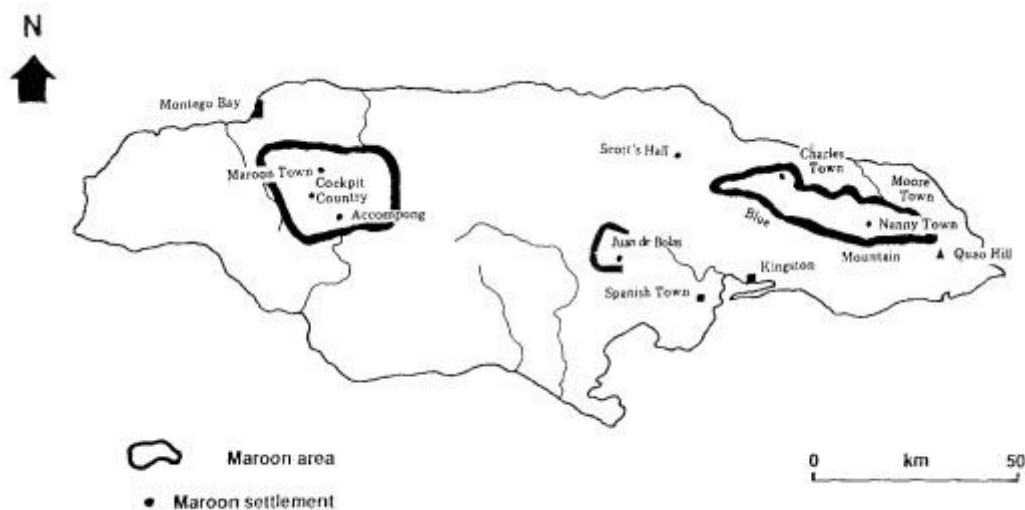 N
Montego Bay
Maroon Town
Cockpit
Country
Accompong
Scott's Hall
Charles
Town
Moore
Town
Blue
Nanny Town
Mountain
Quao Hill
Juan de Bolas
Kingston
Spanish Town
Maroon area
Maroon settlement
0 km 50